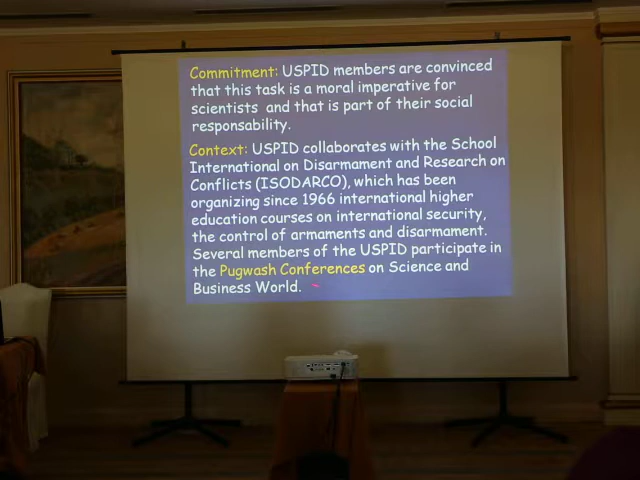 Commitment: USPID members are convinced
that this task is a moral imperative for
scientists and that is part of their social
responsability.
Context: USPID collaborates with the School
International on Disarmament and Research on
Conflicts (ISODARCO), which has been
organizing since 1966 international higher
education courses on international security,
the control of armaments and disarmament.
Several members of the USPID participate in
the Pugwash Conferences on Science and
Business World.